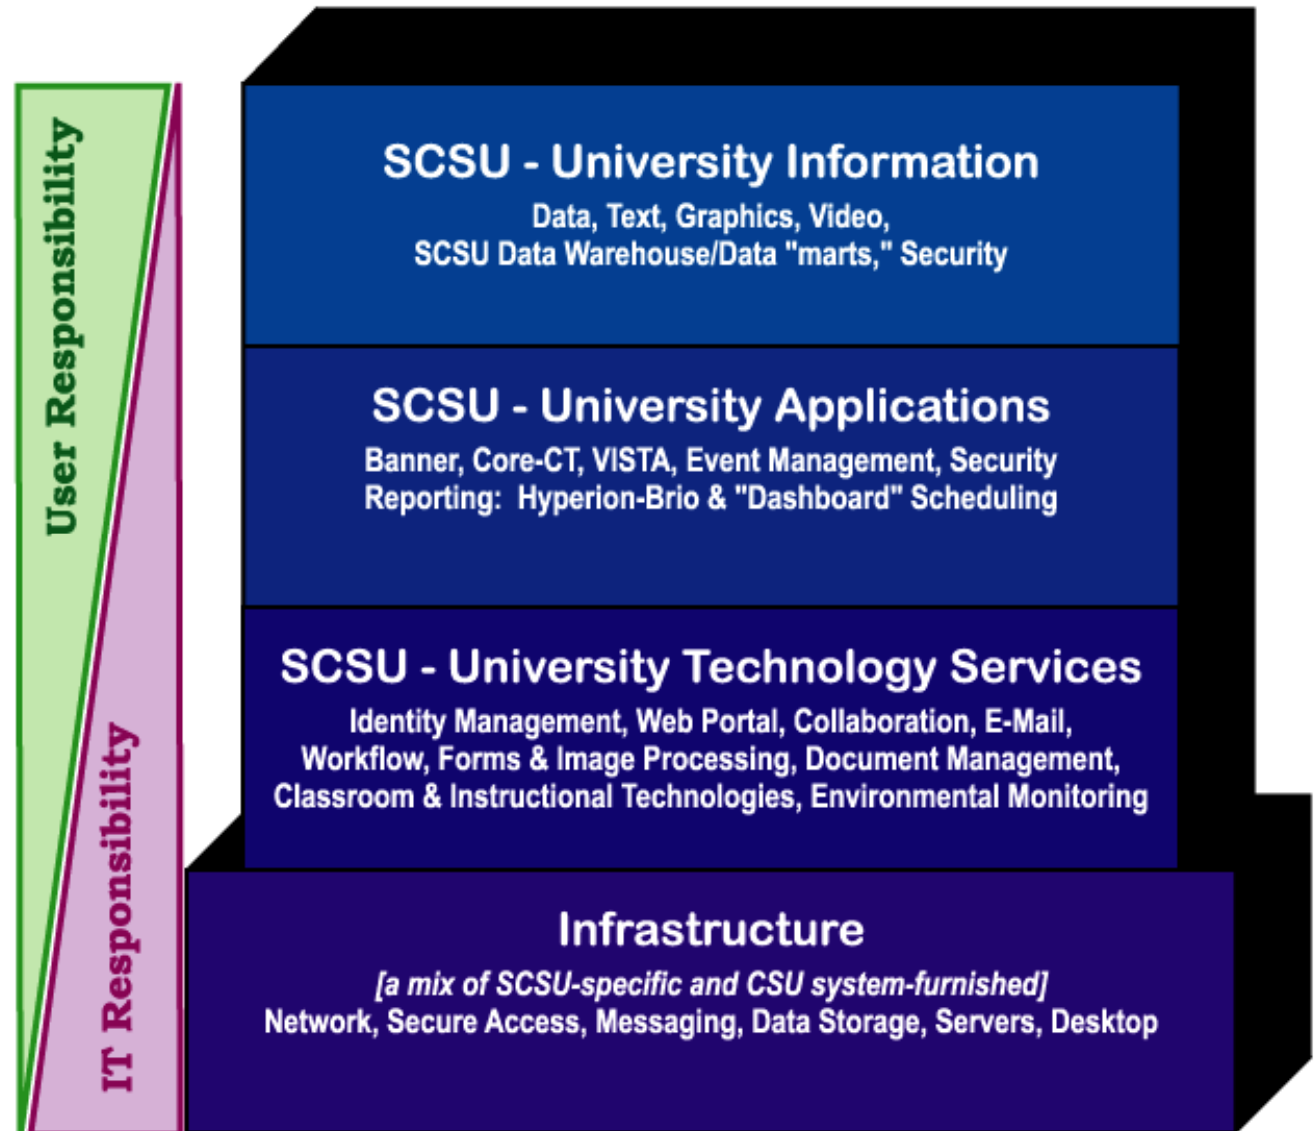 User Responsibility
IT Responsibility
SCSU - University Information
Data, Text, Graphics, Video,
SCSU Data Warehouse/Data "marts," Security
SCSU - University Applications
Banner, Core-CT, VISTA, Event Management, Security
Reporting:  Hyperion-Brio & "Dashboard" Scheduling
SCSU - University Technology Services
Identity Management, Web Portal, Collaboration, E-Mail,
Workflow, Forms & Image Processing, Document Management,
Classroom & Instructional Technologies, Environmental Monitoring
Infrastructure
[a mix of SCSU-specific and CSU system-furnished]
Network, Secure Access, Messaging, Data Storage, Servers, Desktop